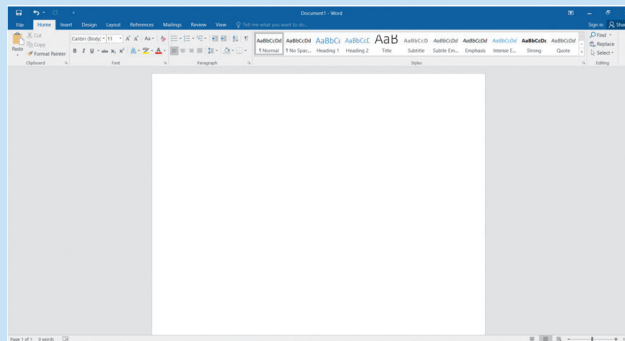 Document1 - Word
File Home Insert Design Layout References Mailings Review View Tell me what you want to do...
Sign in Share
Cut
Copy
Format Painter
Paste
Calibri (Body) 11
AaBbCcDd AaBbCcDd AaBbCc AaBbCcC AaB AaBbCcD AaBbCcDd AaBbCcDd AaBbCcDd AaBbCcDc AaBbCcDd
¶ Normal ¶ No Spac... Heading 1 Heading 2 Title Subtitle Subtle Em... Emphasis Intense E... Strong Quote
Find
Replace
Select
Clipboard Font Paragraph Styles Editing
Page 1 of 1 0 words